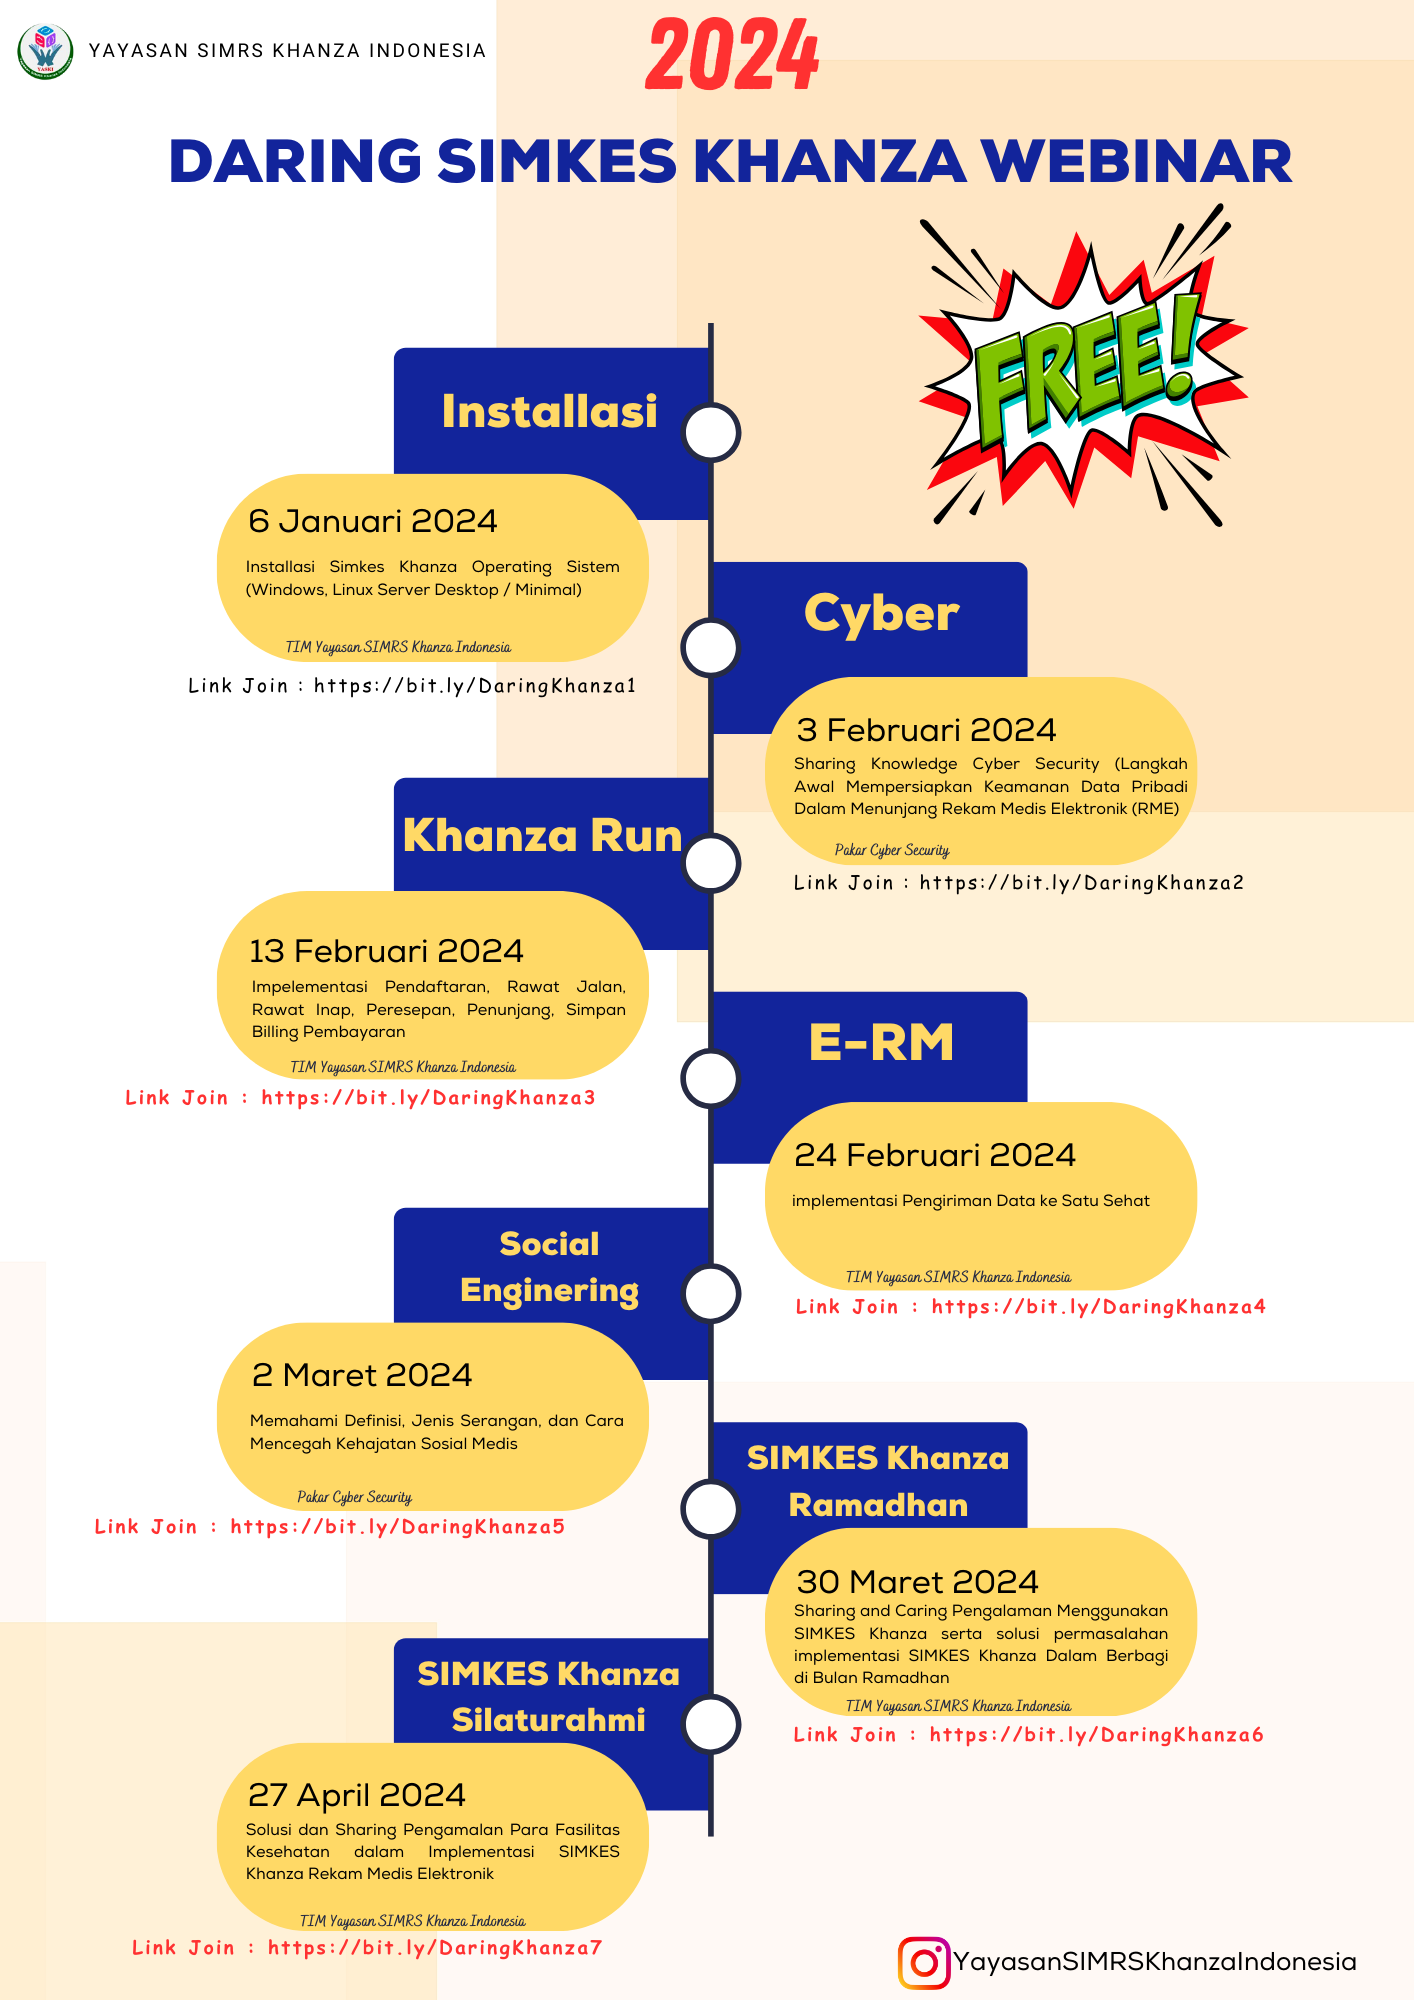 YAYASAN SIMRS KHANZA INDONESIA
YASKI
2024
DARING SIMKES KHANZA WEBINAR
FREE!
Installasi
6 Januari 2024
Installasi Simkes Khanza Operating Sistem
(Windows, Linux Server Desktop / Minimal)
TIM Yayasan SIMRS Khanza Indonesia
Link Join : https://bit.ly/DaringKhanza1
Cyber
3 Februari 2024
Sharing Knowledge Cyber Security (Langkah
Awal Mempersiapkan Keamanan Data Pribadi
Dalam Menunjang Rekam Medis Elektronik (RME)
Pakar Cyber Security
Link Join : https://bit.ly/DaringKhanza2
Khanza Run
13 Februari 2024
Impelementasi Pendaftaran, Rawat Jalan,
Rawat Inap, Peresepan, Penunjang, Simpan
Billing Pembayaran
TIM Yayasan SIMRS Khanza Indonesia
Link Join : https://bit.ly/DaringKhanza3
E-RM
24 Februari 2024
implementasi Pengiriman Data ke Satu Sehat
TIM Yayasan SIMRS Khanza Indonesia
Link Join : https://bit.ly/DaringKhanza4
Social
Enginering
2 Maret 2024
Memahami Definisi, Jenis Serangan, dan Cara
Mencegah Kehajatan Sosial Medis
Pakar Cyber Security
Link Join : https://bit.ly/DaringKhanza5
SIMKES Khanza
Ramadhan
30 Maret 2024
Sharing and Caring Pengalaman Menggunakan
SIMKES Khanza serta solusi permasalahan
implementasi SIMKES Khanza Dalam Berbagi
di Bulan Ramadhan
TIM Yayasan SIMRS Khanza Indonesia
Link Join : https://bit.ly/DaringKhanza6
SIMKES Khanza
Silaturahmi
27 April 2024
Solusi dan Sharing Pengamalan Para Fasilitas
Kesehatan dalam Implementasi SIMKES
Khanza Rekam Medis Elektronik
TIM Yayasan SIMRS Khanza Indonesia
Link Join : https://bit.ly/DaringKhanza7
YayasanSIMRSKhanzaIndonesia